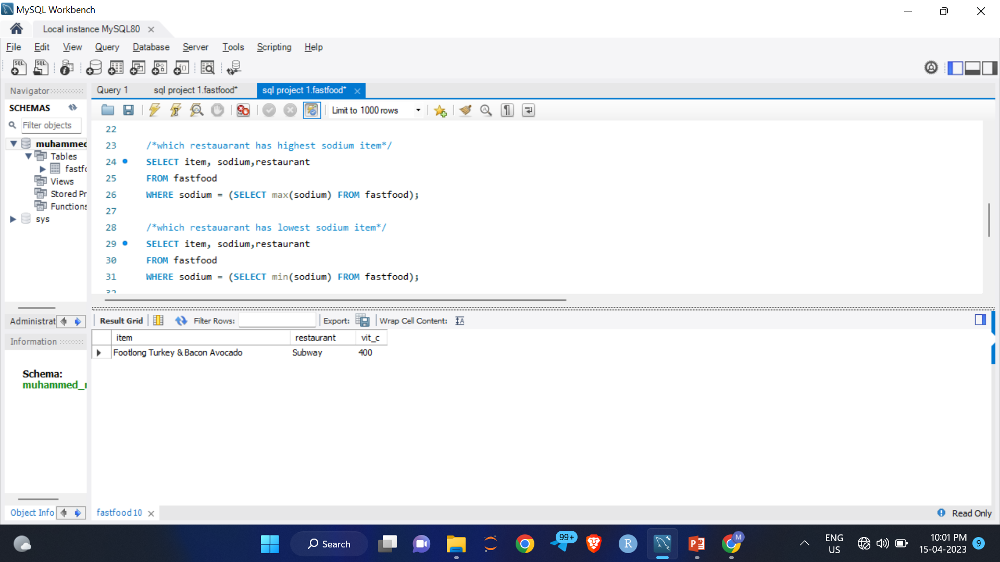 MySQL Workbench
Local instance MySQL80
File Edit View Query Database Server Tools Scripting Help
Navigator
Query 1
sql project 1.fastfood*
sql project 1.fastfood*
SCHEMAS
Limit to 1000 rows
Filter objects
muhammed
Tables
fastfo
Views
Stored Pr
Functions
sys
22
23 /*which restauarant has highest sodium item*/
24 SELECT item, sodium,restaurant
25 FROM fastfood
26 WHERE sodium = (SELECT max(sodium) FROM fastfood);
27
28 /*which restauarant has lowest sodium item*/
29 SELECT item, sodium,restaurant
30 FROM fastfood
31 WHERE sodium = (SELECT min(sodium) FROM fastfood);
32
Administrat
Result Grid Filter Rows: Export: Wrap Cell Content:
Information
item restaurant vit_c
Footlong Turkey & Bacon Avocado Subway 400
Schema:
muhammed_
Object Info
fastfood 10
Read Only
Search
99+
R
M
ENG
US
10:01 PM
15-04-2023
9